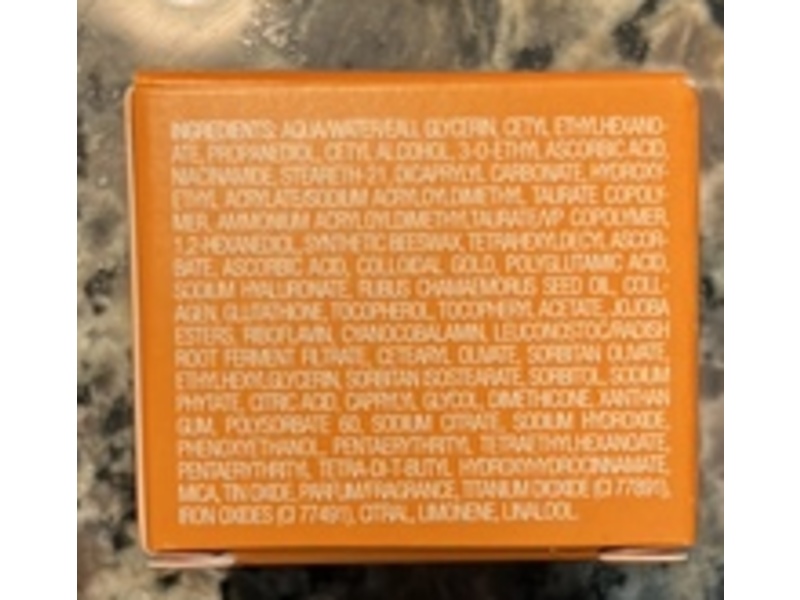 INGREDIENTS: AQUA/WATER/EAU, GLYCERIN, CETYL ETHYLHEXANO-
ATE, PROPANEDIOL, CETYL ALCOHOL, 3-O-ETHYL ASCORBIC ACID,
NIACINAMIDE, STEARETH-21, DICAPRYLYL CARBONATE, HYDROXY-
ETHYL ACRYLATE/SODIUM ACRYLOYLDIMETHYL TAURATE COPOLY-
MER, AMMONIUM ACRYLOYLDIMETHYLTAURATE/VP COPOLYMER,
1,2-HEXANEDIOL, SYNTHETIC BEESWAX, TETRAHEXYLDECYL ASCOR-
BATE, ASCORBIC ACID, COLLOIDAL GOLD, POLYGLUTAMIC ACID,
SODIUM HYALURONATE, RUBUS CHAMAEMORUS SEED OIL, COLL-
AGEN, GLUTATHIONE, TOCOPHEROL, TOCOPHERYL ACETATE, JOJOBA
ESTERS, RIBOFLAVIN, CYANOCOBALAMIN, LEUCONOSTOC/RADISH
ROOT FERMENT FILTRATE, CETEARYL OLIVATE, SORBITAN OLIVATE,
ETHYLHEXYLGLYCERIN, SORBITAN ISOSTEARATE, SORBITOL, SODIUM
PHYTATE, CITRIC ACID, CAPRYLYL GLYCOL, DIMETHICONE, XANTHAN
GUM, POLYSORBATE 60, SODIUM CITRATE, SODIUM HYDROXIDE,
PHENOXYETHANOL, PENTAERYTHRITYL TETRAETHYLHEXANOATE,
PENTAERYTHRITYL TETRA-DI-T-BUTYL HYDROXYHYDROCINNAMATE,
MICA, TIN OXIDE, PARFUM/FRAGRANCE, TITANIUM DIOXIDE (CI 77891),
IRON OXIDES (CI 77491), CITRAL, LIMONENE, LINALOOL.